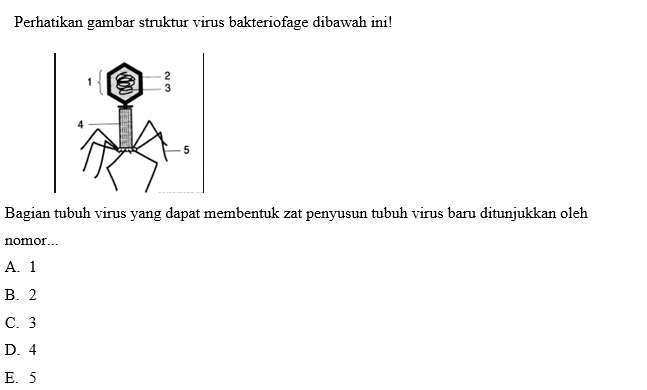 Perhatikan gambar struktur virus bakteriofage dibawah ini!
1
2
3
4
5
Bagian tubuh virus yang dapat membentuk zat penyusun tubuh virus baru ditunjukkan oleh
nomor...
A. 1
B. 2
C. 3
D. 4
E. 5